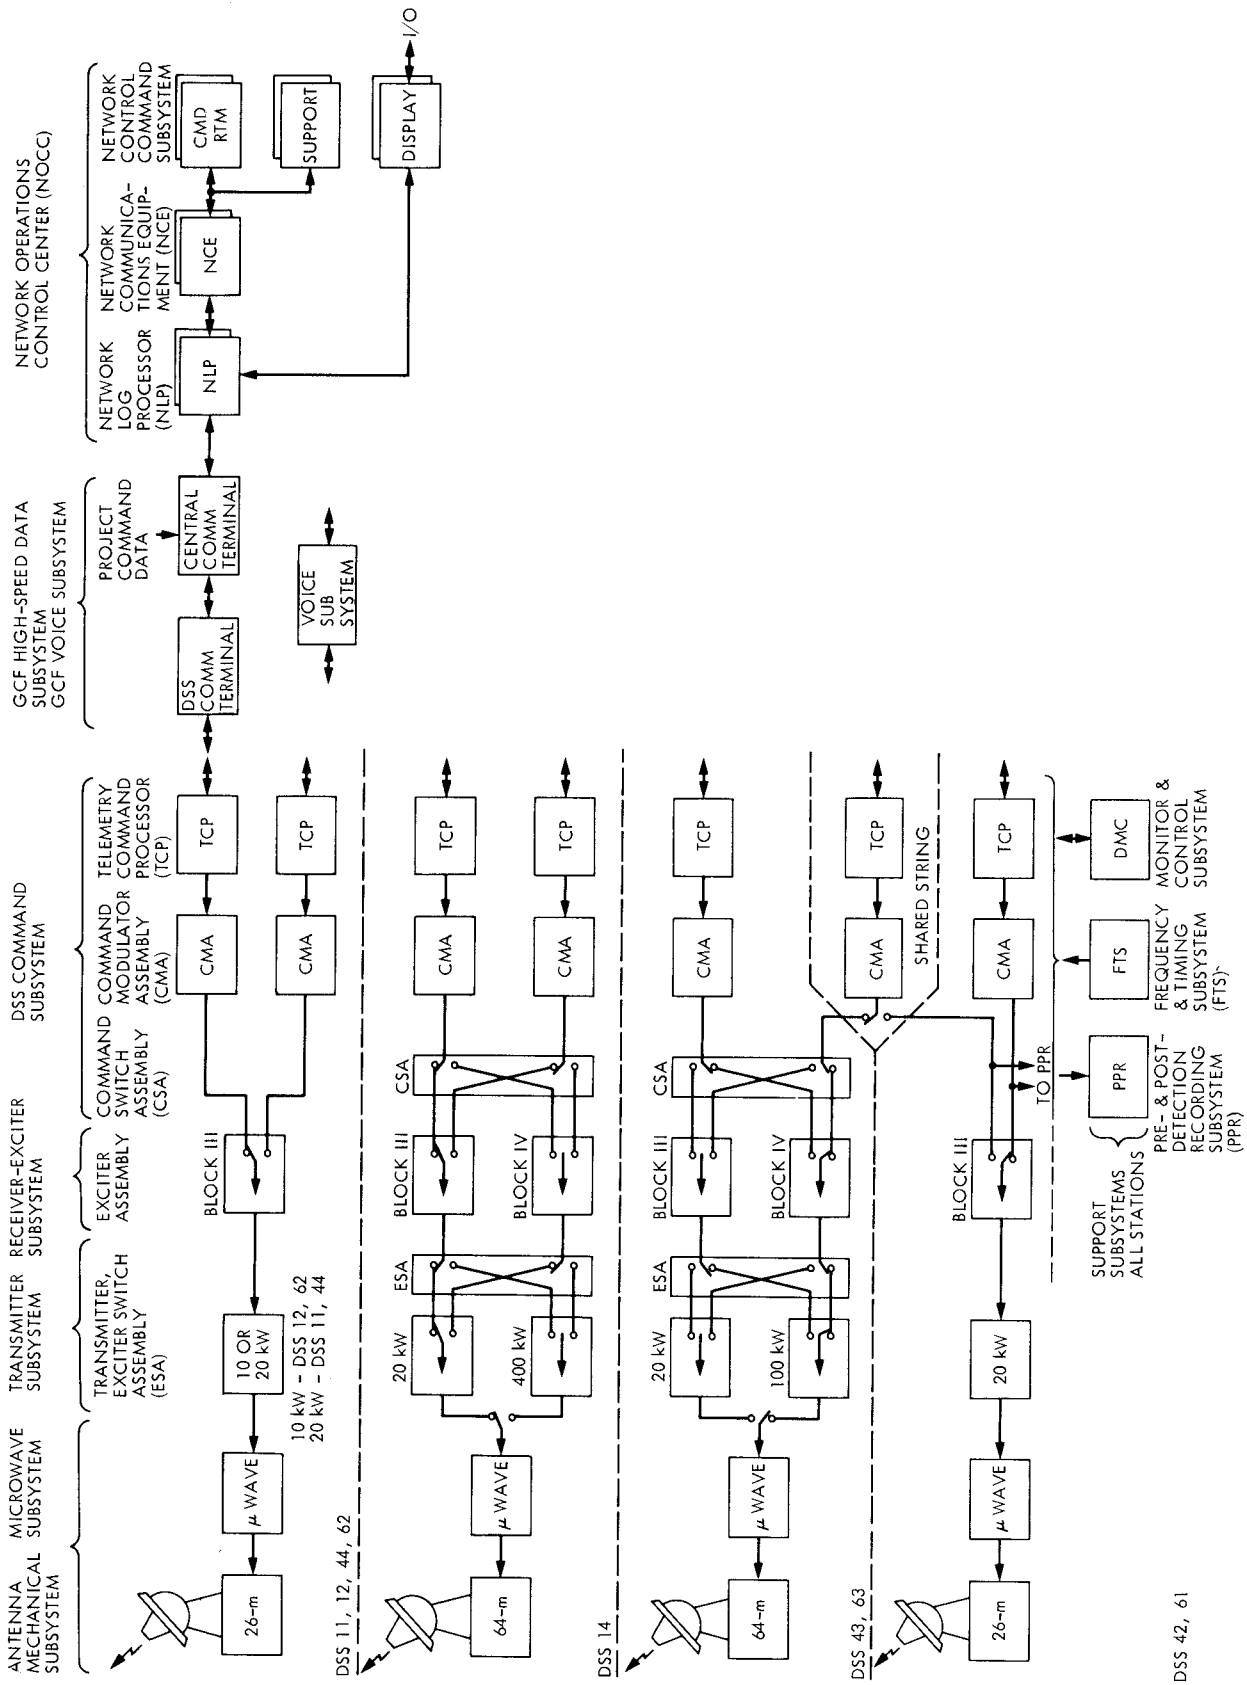 ANTENNA
MECHANICAL
SUBSYSTEM
MICROWAVE
SUBSYSTEM
TRANSMITTER
SUBSYSTEM
RECEIVER-EXCITER
SUBSYSTEM
DSS COMMAND
SUBSYSTEM
GCF HIGH-SPEED DATA
SUBSYSTEM
GCF VOICE SUBSYSTEM
NETWORK OPERATIONS
CONTROL CENTER (NOCC)
TRANSMITTER,
EXCITER SWITCH
ASSEMBLY
(ESA)
EXCITER
ASSEMBLY
COMMAND
SWITCH
ASSEMBLY
(CSA)
COMMAND
MODULATOR
ASSEMBLY
(CMA)
TELEMETRY
COMMAND
PROCESSOR
(TCP)
PROJECT
COMMAND
DATA
NETWORK
LOG
PROCESSOR
(NLP)
NETWORK
COMMUNICA-
TIONS EQUIP-
MENT (NCE)
NETWORK
CONTROL
COMMAND
SUBSYSTEM
26-m
μ WAVE
10 OR
20 kW
10 kW - DSS 12, 62
20 kW - DSS 11, 44
BLOCK III
CMA
TCP
CMA
TCP
DSS
COMM
TERMINAL
CENTRAL
COMM
TERMINAL
VOICE
SUB
SYSTEM
NLP
NCE
CMD
RTM
SUPPORT
DISPLAY
I/O
DSS 11, 12, 44, 62
64-m
μ WAVE
20 kW
400 kW
ESA
BLOCK III
BLOCK IV
CSA
CMA
TCP
CMA
TCP
DSS 14
64-m
μ WAVE
20 kW
100 kW
ESA
BLOCK III
BLOCK IV
CSA
CMA
TCP
CMA
TCP
SHARED STRING
DSS 43, 63
26-m
μ WAVE
20 kW
BLOCK III
CMA
TCP
TO PPR
DSS 42, 61
SUPPORT
SUBSYSTEMS
ALL STATIONS
PPR
PRE- & POST-
DETECTION
RECORDING
SUBSYSTEM
(PPR)
FTS
FREQUENCY
& TIMING
SUBSYSTEM
(FTS)
DMC
MONITOR &
CONTROL
SUBSYSTEM